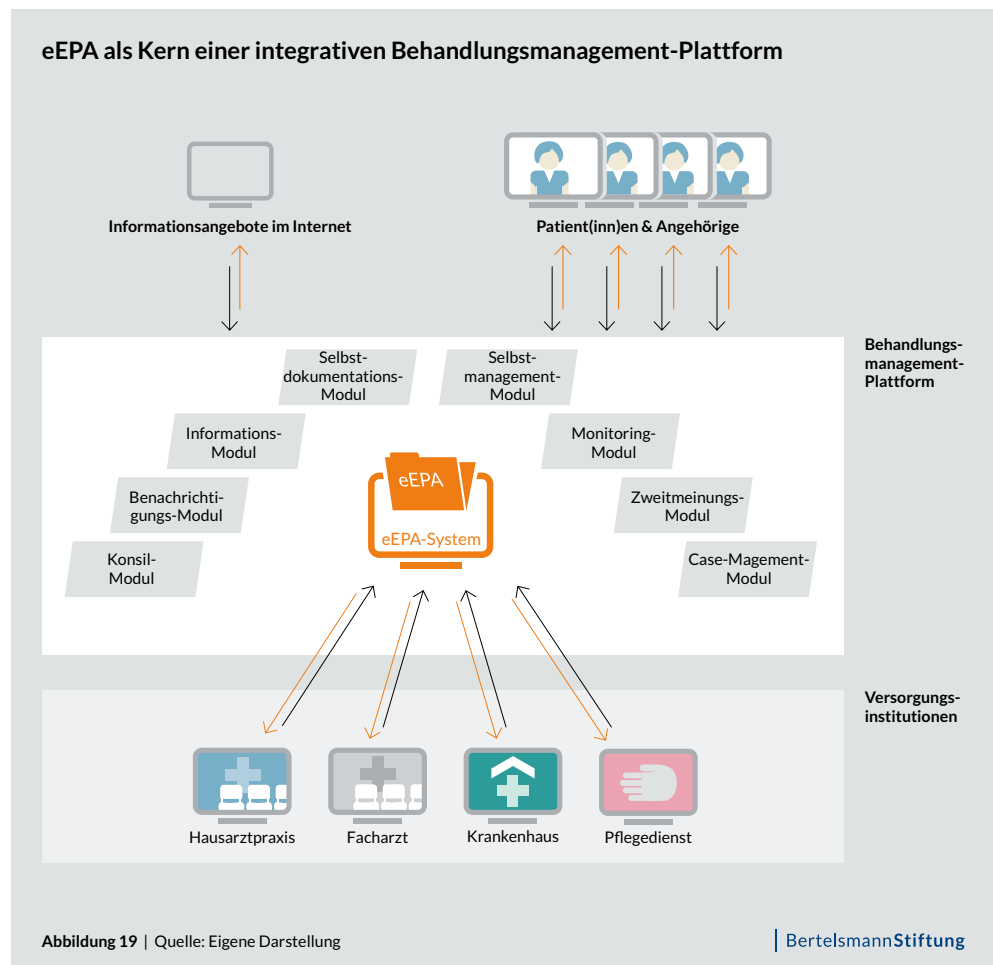 eEPA als Kern einer integrativen Behandlungsmanagement-Plattform
Informationsangebote im Internet
Patient(inn)en & Angehörige
Behandlungs-
management-
Plattform
Selbst-
dokumentations-
Modul
Selbst-
management-
Modul
Informations-
Modul
Monitoring-
Modul
Benachrichti-
gungs-Modul
Zweitmeinungs-
Modul
Konsil-
Modul
Case-Magement-
Modul
eEPA
eEPA-System
Versorgungs-
institutionen
Hausarztpraxis
Facharzt
Krankenhaus
Pflegedienst
Abbildung 19 | Quelle: Eigene Darstellung
BertelsmannStiftung